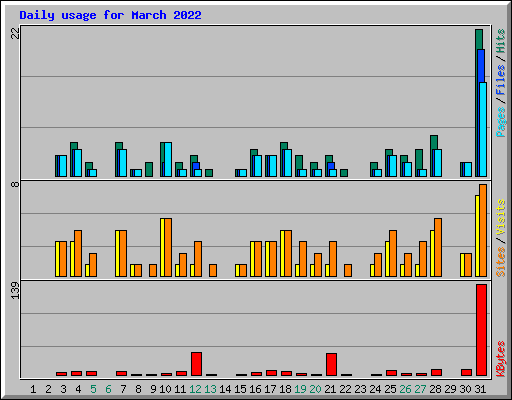 Daily usage for March 2022
22
Pages / Files / Hits
8
Sites / Visits
139
KBytes
1 2 3 4 5 6 7 8 9 10 11 12 13 14 15 16 17 18 19 20 21 22 23 24 25 26 27 28 29 30 31